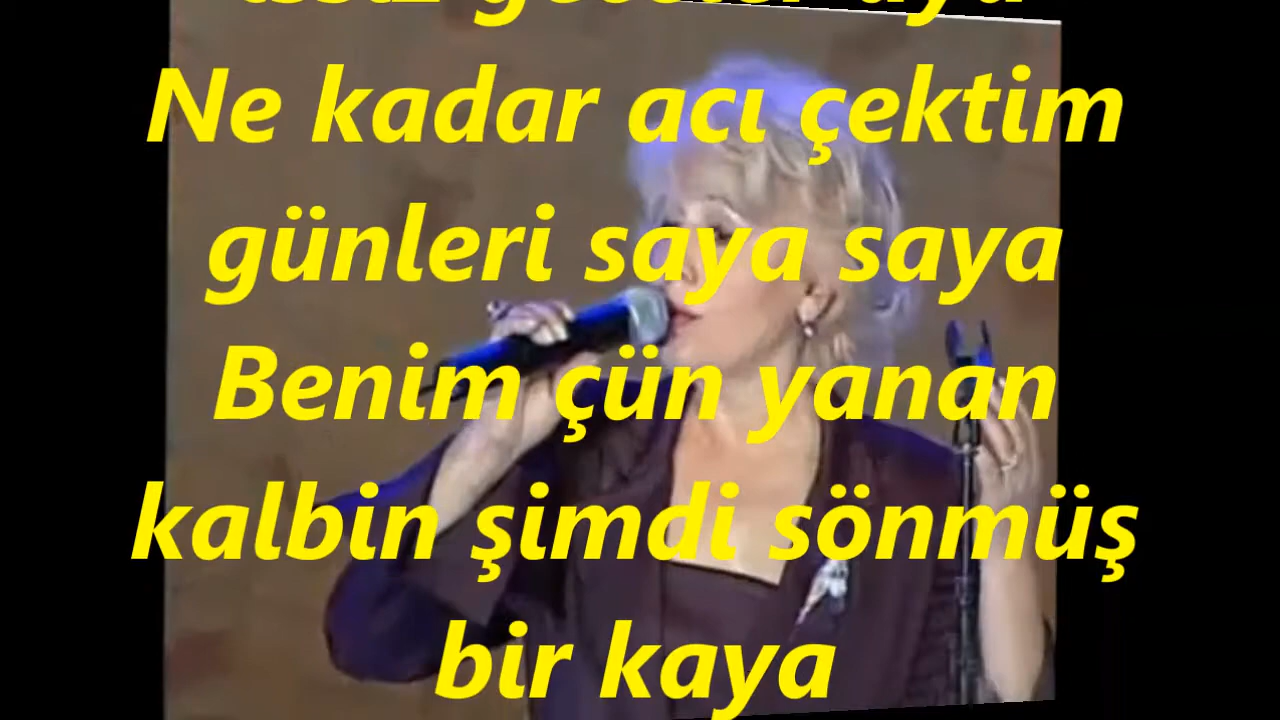 Ne kadar acı çektim
günleri saya saya
Benim çün yanan
kalbin şimdi sönmüş
bir kaya